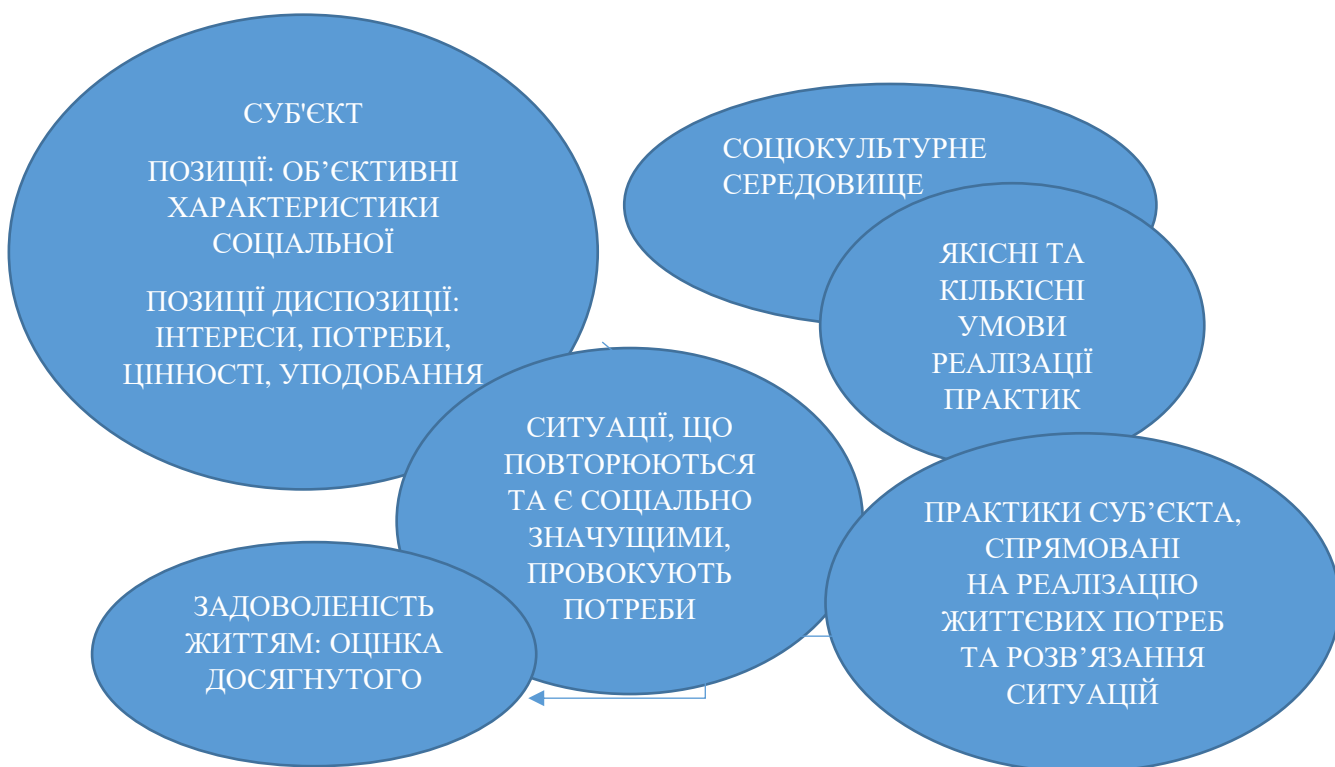 СУБ'ЄКТ
ПОЗИЦІЇ: ОБ’ЄКТИВНІ
ХАРАКТЕРИСТИКИ
СОЦІАЛЬНОЇ
ПОЗИЦІЇ ДИСПОЗИЦІЇ:
ІНТЕРЕСИ, ПОТРЕБИ,
ЦІННОСТІ, УПОДОБАННЯ
СОЦІОКУЛЬТУРНЕ
СЕРЕДОВИЩЕ
ЯКІСНІ ТА
КІЛЬКІСНІ
УМОВИ
РЕАЛІЗАЦІЇ
ПРАКТИК
СИТУАЦІЇ, ЩО
ПОВТОРЮЮТЬСЯ
ТА Є СОЦІАЛЬНО
ЗНАЧУЩИМИ,
ПРОВОКУЮТЬ
ПОТРЕБИ
ПРАКТИКИ СУБ’ЄКТА,
СПРЯМОВАНІ
НА РЕАЛІЗАЦІЮ
ЖИТТЄВИХ ПОТРЕБ
ТА РОЗВ’ЯЗАННЯ
СИТУАЦІЙ
ЗАДОВОЛЕНІСТЬ
ЖИТТЯМ: ОЦІНКА
ДОСЯГНУТОГО